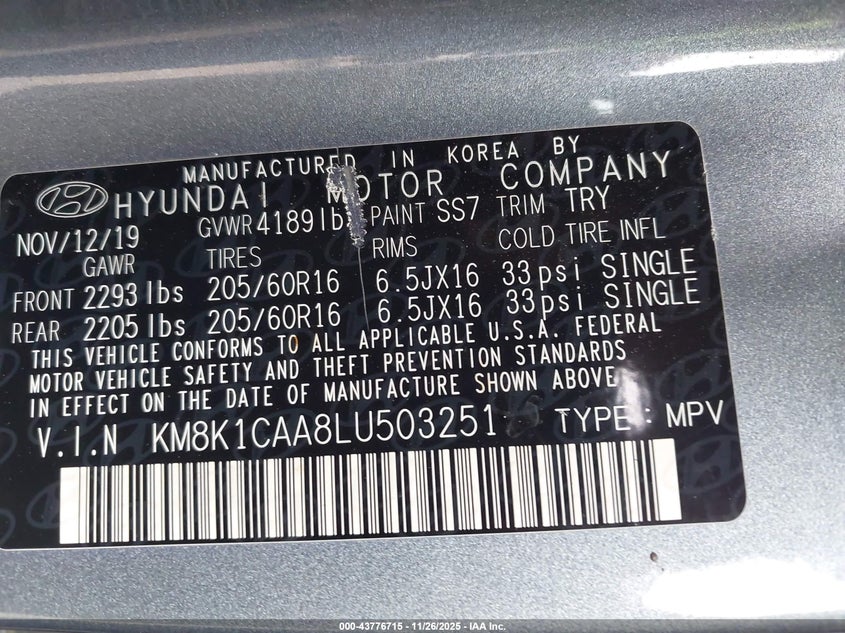 MANUFACTURED IN KOREA BY
HYUNDAI MOTOR COMPANY
NOV/12/19 GVWR 4189lbs PAINT SS7 TRIM TRY
GAWR TIRES RIMS COLD TIRE INFL
FRONT 2293 lbs 205/60R16 6.5JX16 33psi SINGLE
REAR 2205 lbs 205/60R16 6.5JX16 33psi SINGLE
THIS VEHICLE CONFORMS TO ALL APPLICABLE U.S.A. FEDERAL
MOTOR VEHICLE SAFETY AND THEFT PREVENTION STANDARDS
IN EFFECT ON THE DATE OF MANUFACTURE SHOWN ABOVE.
V.I.N KM8K1CAA8LU503251 TYPE: MPV
000-43776715 - 11/26/2025 - IAA Inc.